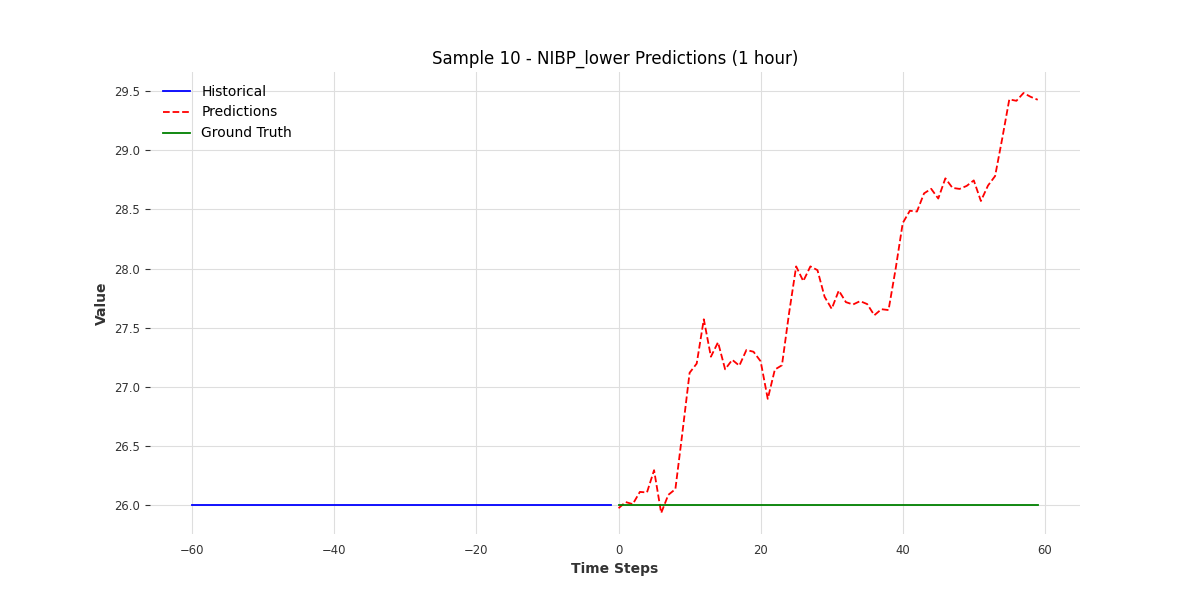 Sample 10 - NIBP_lower Predictions (1 hour)
Historical
Predictions
Ground Truth
29.5
29.0
28.5
28.0
27.5
27.0
26.5
26.0
Value
−60
−40
−20
0
20
40
60
Time Steps